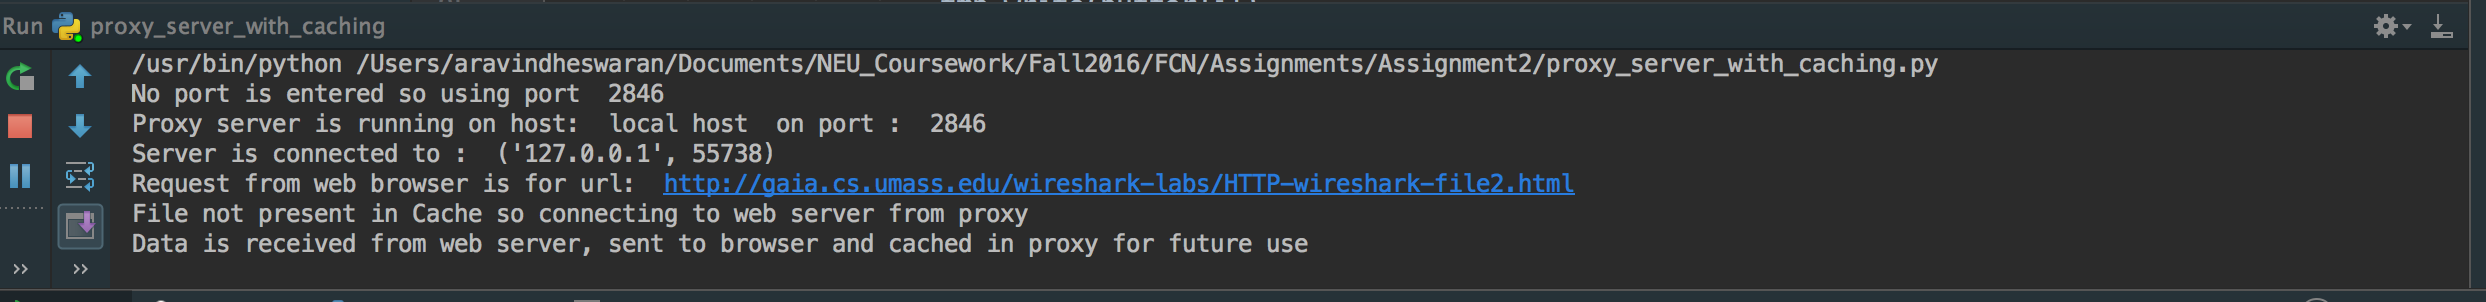 Run proxy_server_with_caching
/usr/bin/python /Users/aravindheswaran/Documents/NEU_Coursework/Fall2016/FCN/Assignments/Assignment2/proxy_server_with_caching.py
No port is entered so using port  2846
Proxy server is running on host:  local host  on port :  2846
Server is connected to :  ('127.0.0.1', 55738)
Request from web browser is for url:  http://gaia.cs.umass.edu/wireshark-labs/HTTP-wireshark-file2.html
File not present in Cache so connecting to web server from proxy
Data is received from web server, sent to browser and cached in proxy for future use